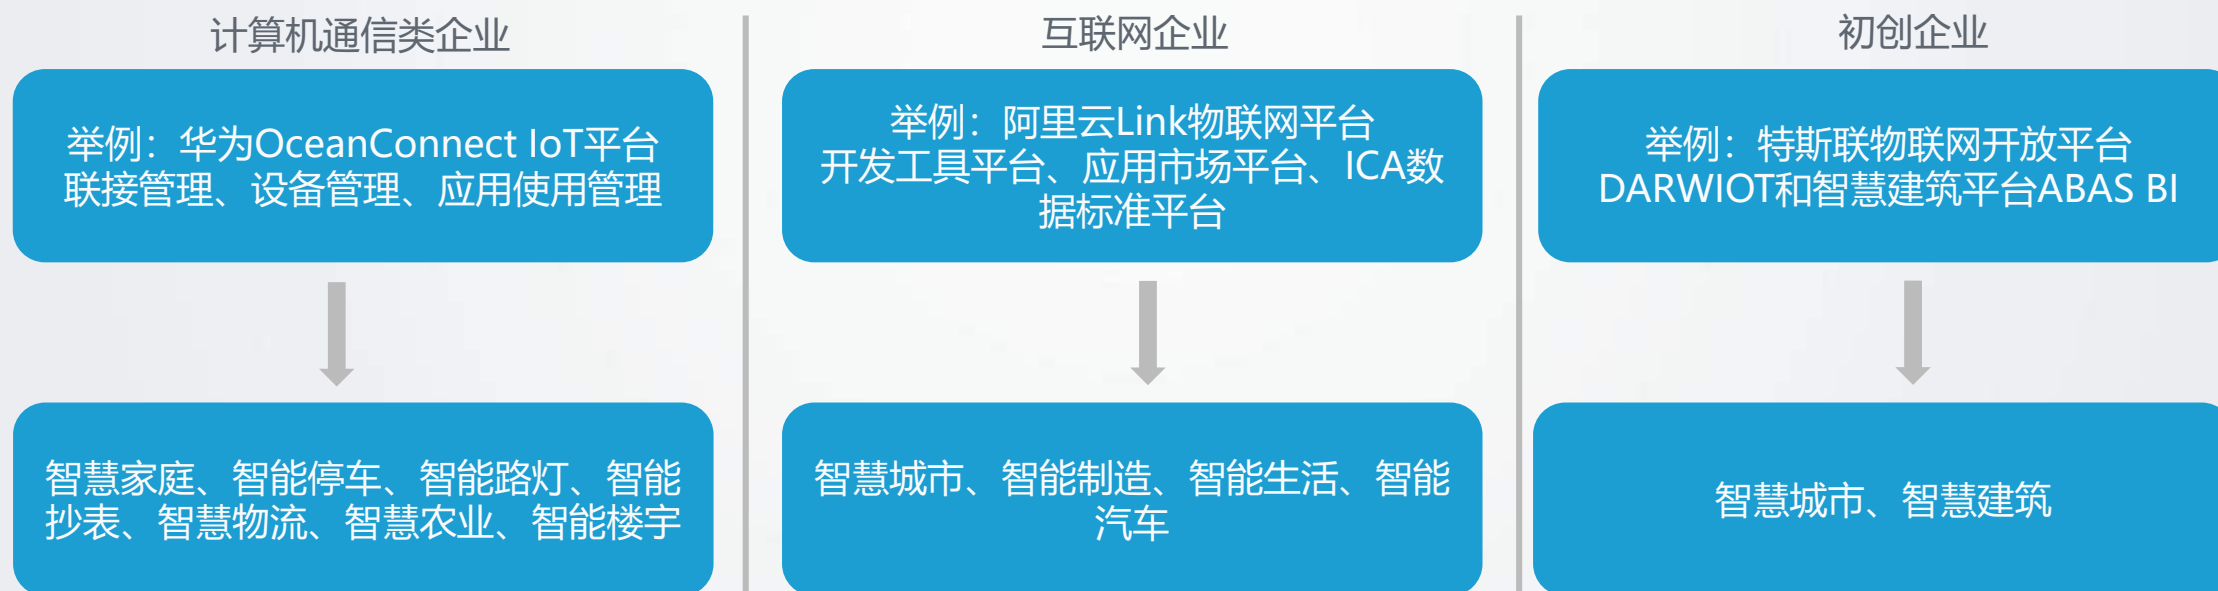 计算机通信类企业
举例：华为OceanConnect IoT平台
联接管理、设备管理、应用使用管理
智慧家庭、智能停车、智能路灯、智能
抄表、智慧物流、智慧农业、智能楼宇
互联网企业
举例：阿里云Link物联网平台
开发工具平台、应用市场平台、ICA数
据标准平台
智慧城市、智能制造、智能生活、智能
汽车
初创企业
举例：特斯联物联网开放平台
DARWIOT和智慧建筑平台ABAS BI
智慧城市、智慧建筑